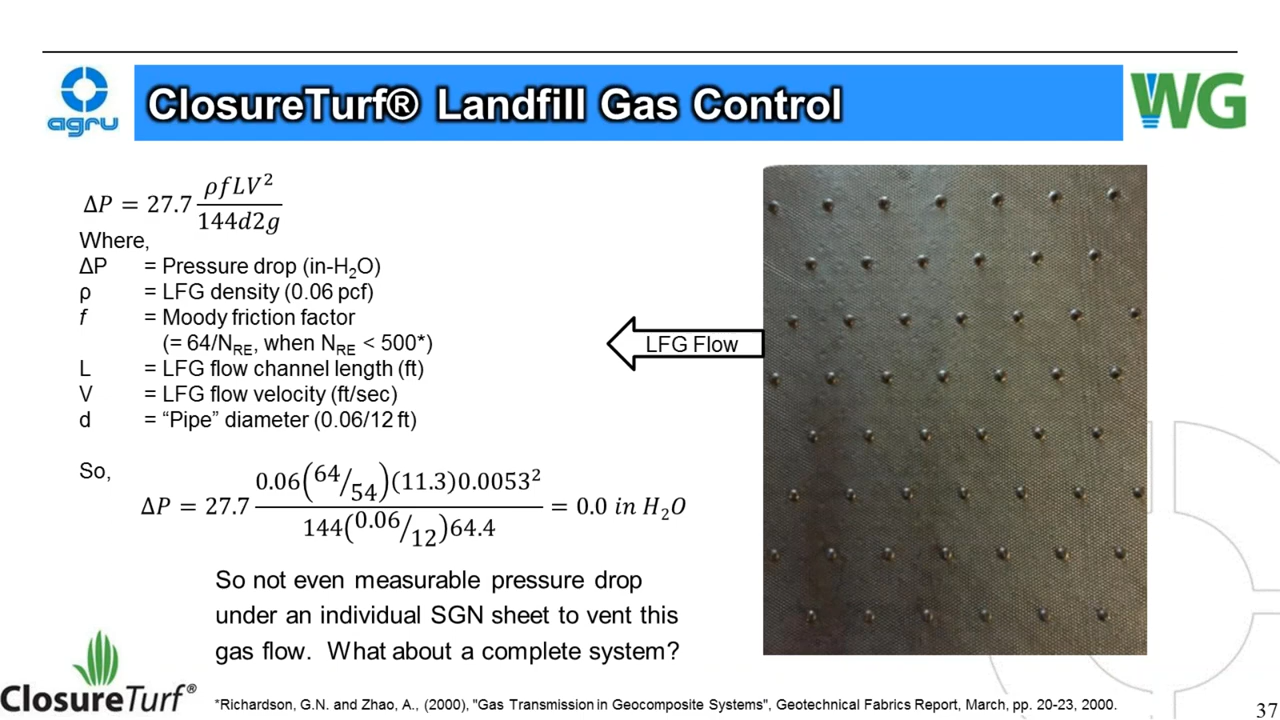 agru
ClosureTurf® Landfill Gas Control
WG
ΔP = 27.7 ρfLV² / 144d2g
Where,
ΔP = Pressure drop (in-H₂O)
ρ = LFG density (0.06 pcf)
f = Moody friction factor
(= 64/N_RE, when N_RE < 500*)
L = LFG flow channel length (ft)
V = LFG flow velocity (ft/sec)
d = “Pipe” diameter (0.06/12 ft)
LFG Flow
So,
ΔP = 27.7 0.06(64/54)(11.3)0.0053² / 144(0.06/12)64.4 = 0.0 in H₂O
So not even measurable pressure drop
under an individual SGN sheet to vent this
gas flow. What about a complete system?
ClosureTurf®
*Richardson, G.N. and Zhao, A., (2000), "Gas Transmission in Geocomposite Systems", Geotechnical Fabrics Report, March, pp. 20-23, 2000.
37